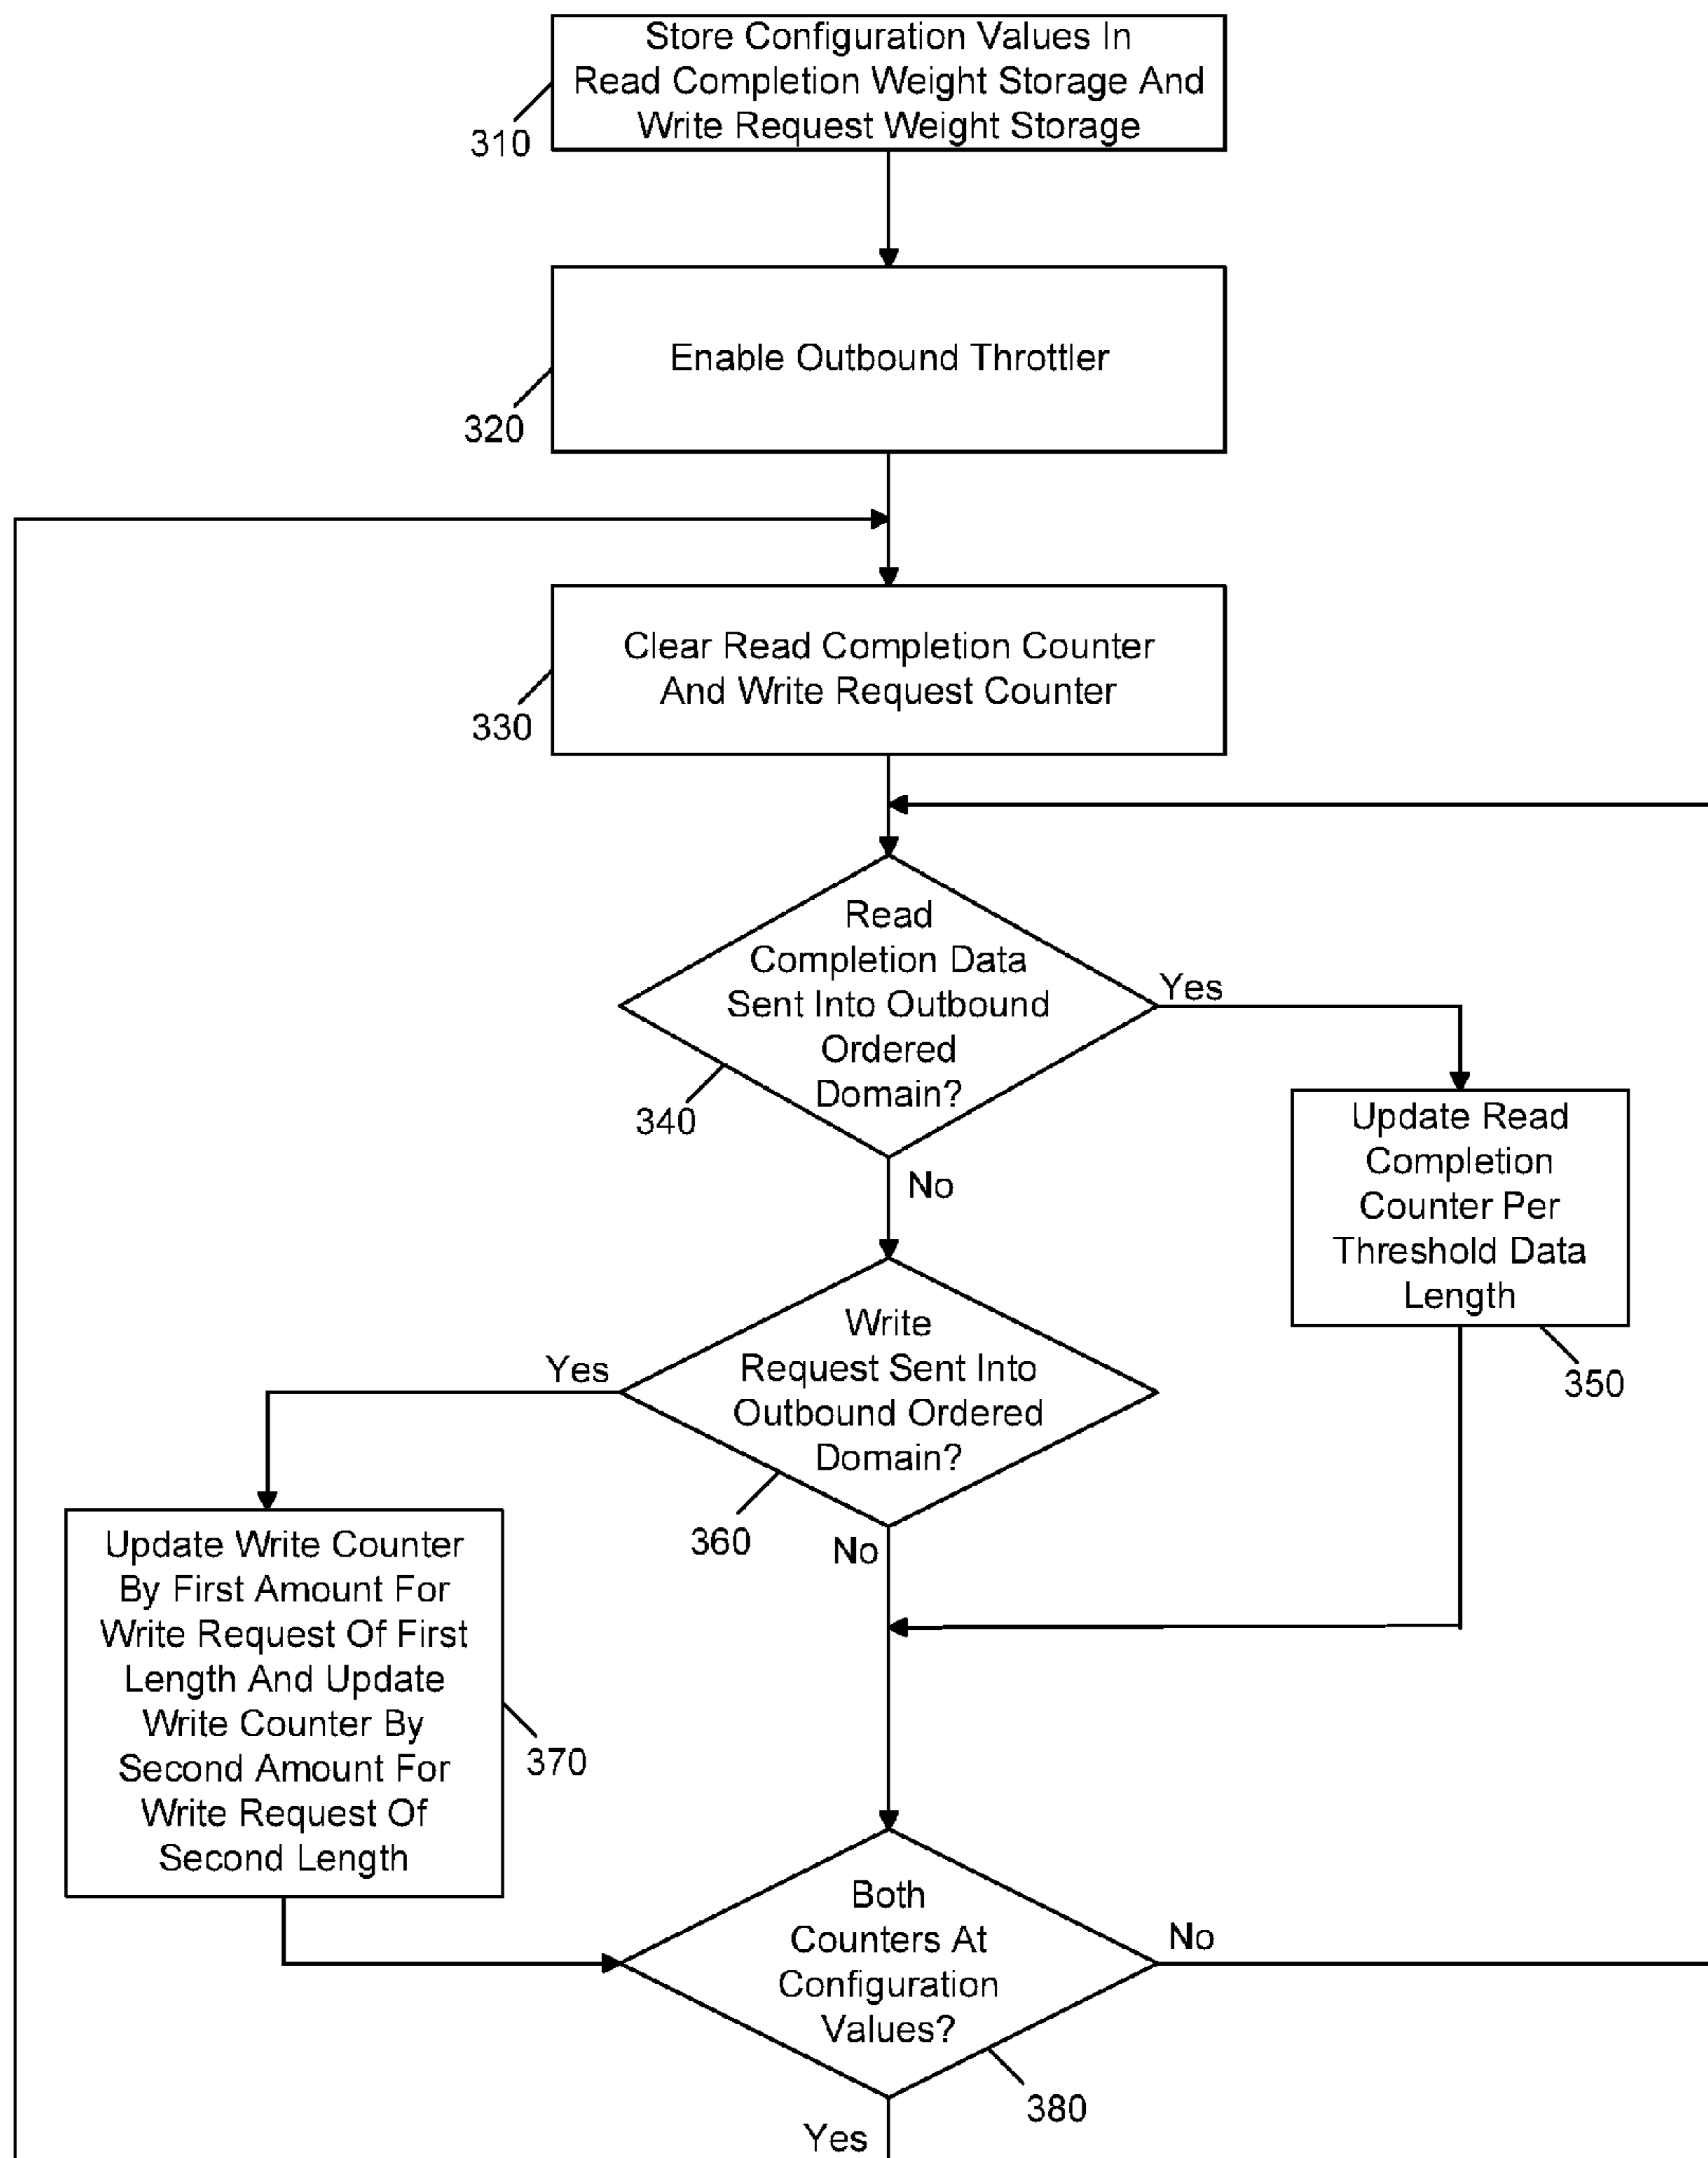 Store Configuration Values In
Read Completion Weight Storage And
Write Request Weight Storage
310
Enable Outbound Throttler
320
Clear Read Completion Counter
And Write Request Counter
330
Read
Completion Data
Sent Into Outbound
Ordered
Domain?
Yes
340
No
Update Read
Completion
Counter Per
Threshold Data
Length
350
Write
Request Sent Into
Outbound Ordered
Domain?
Yes
360
No
Update Write Counter
By First Amount For
Write Request Of First
Length And Update
Write Counter By
Second Amount For
Write Request Of
Second Length
370
Both
Counters At
Configuration
Values?
No
380
Yes